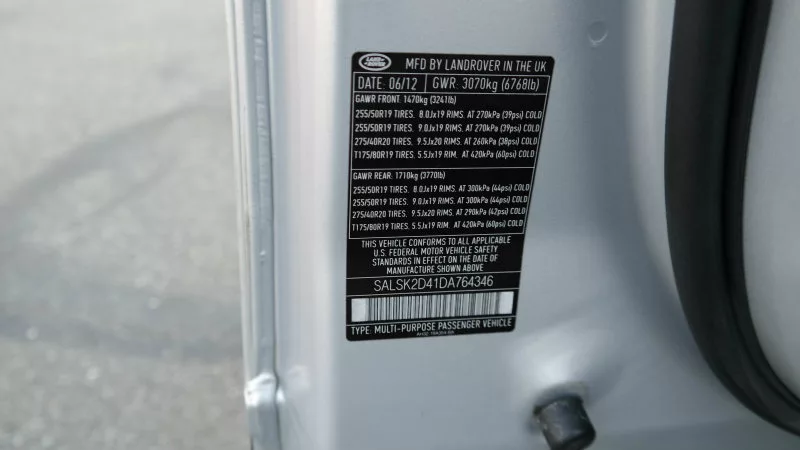 LAND ROVER
MFD BY LANDROVER IN THE UK
DATE: 06/12 GWR: 3070kg (6768lb)
GAWR FRONT: 1470kg (3241lb)
255/50R19 TIRES. 8.0Jx19 RIMS. AT 270kPa (39psi) COLD
255/50R19 TIRES. 9.0Jx19 RIMS. AT 270kPa (39psi) COLD
275/40R20 TIRES. 9.5Jx20 RIMS. AT 260kPa (38psi) COLD
T175/80R19 TIRES. 5.5Jx19 RIM. AT 420kPa (60psi) COLD
GAWR REAR: 1710kg (3770lb)
255/50R19 TIRES. 8.0Jx19 RIMS. AT 300kPa (44psi) COLD
255/50R19 TIRES. 9.0Jx19 RIMS. AT 300kPa (44psi) COLD
275/40R20 TIRES. 9.5Jx20 RIMS. AT 290kPa (42psi) COLD
T175/80R19 TIRES. 5.5Jx19 RIM. AT 420kPa (60psi) COLD
THIS VEHICLE CONFORMS TO ALL APPLICABLE
U.S. FEDERAL MOTOR VEHICLE SAFETY
STANDARDS IN EFFECT ON THE DATE OF
MANUFACTURE SHOWN ABOVE
SALSK2D41DA764346
TYPE: MULTI-PURPOSE PASSENGER VEHICLE